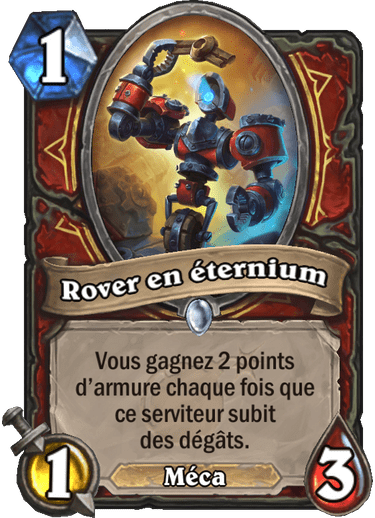 1
Rover en éternium
Vous gagnez 2 points
d'armure chaque fois que
ce serviteur subit
des dégâts.
Méca
1
3